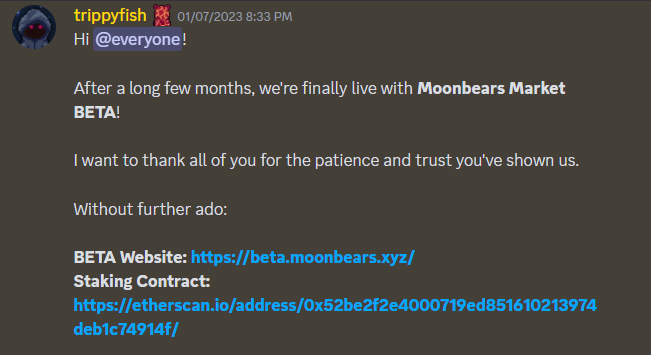 trippyfish 01/07/2023 8:33 PM
Hi @everyone!
After a long few months, we're finally live with Moonbears Market
BETA!
I want to thank all of you for the patience and trust you've shown us.
Without further ado:
BETA Website: https://beta.moonbears.xyz/
Staking Contract:
https://etherscan.io/address/0x52be2f2e4000719ed851610213974
deb1c74914f/